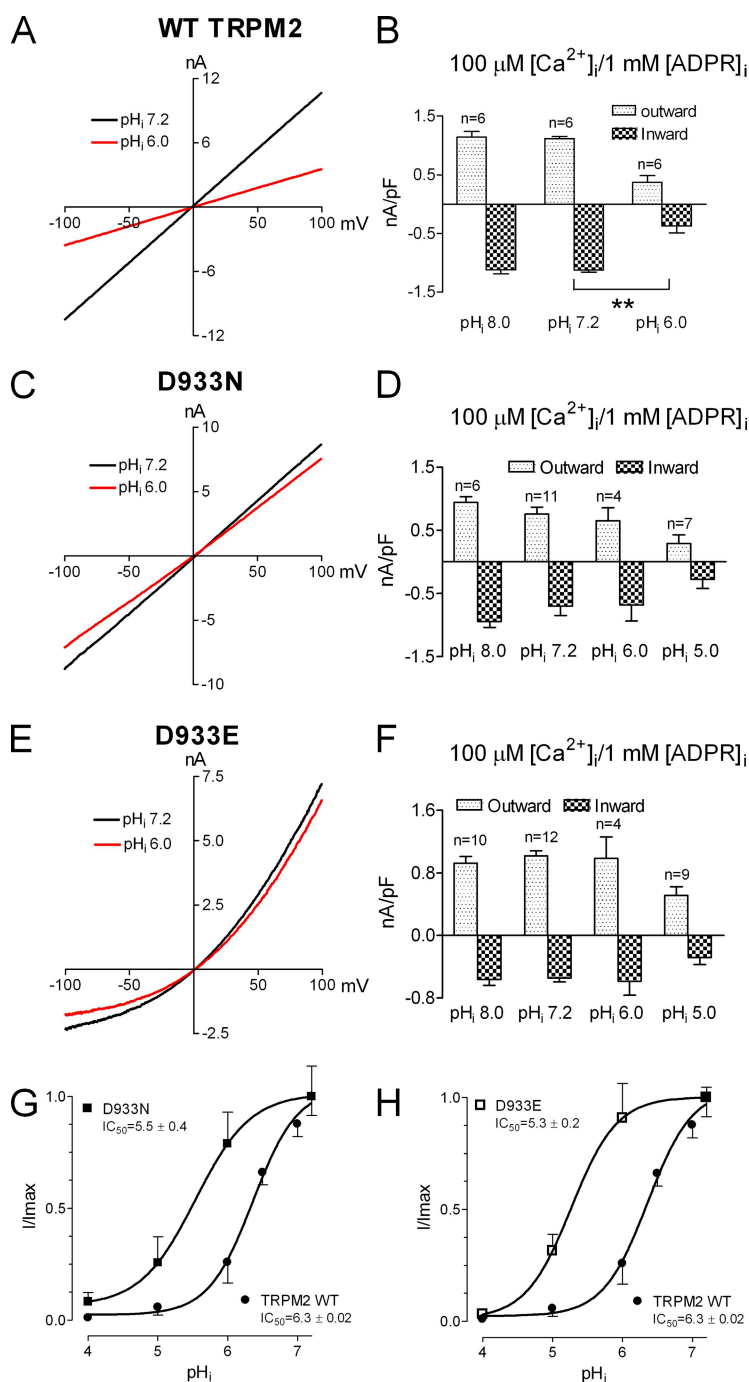 A
WT TRPM2
nA
12
6
-6
-12
-100
-50
50
100
mV
pHi 7.2
pHi 6.0
B
100 μM [Ca2+]i/1 mM [ADPR]i
outward
Inward
nA/pF
1.5
0.5
-0.5
-1.5
n=6
n=6
n=6
**
pHi 8.0
pHi 7.2
pHi 6.0
C
D933N
nA
10
5
-5
-10
-100
-50
50
100
mV
pHi 7.2
pHi 6.0
D
100 μM [Ca2+]i/1 mM [ADPR]i
Outward
Inward
nA/pF
1.5
0.5
-0.5
-1.5
n=6
n=11
n=4
n=7
pHi 8.0
pHi 7.2
pHi 6.0
pHi 5.0
E
D933E
nA
7.5
5.0
2.5
-2.5
-100
-50
50
100
mV
pHi 7.2
pHi 6.0
F
100 μM [Ca2+]i/1 mM [ADPR]i
Outward
Inward
nA/pF
1.6
0.8
0.0
-0.8
n=10
n=12
n=4
n=9
pHi 8.0
pHi 7.2
pHi 6.0
pHi 5.0
G
D933N
IC50=5.5 ± 0.4
I/Imax
1.0
0.5
0.0
TRPM2 WT
IC50=6.3 ± 0.02
4
5
6
7
pHi
H
D933E
IC50=5.3 ± 0.2
I/Imax
1.0
0.5
0.0
TRPM2 WT
IC50=6.3 ± 0.02
4
5
6
7
pHi